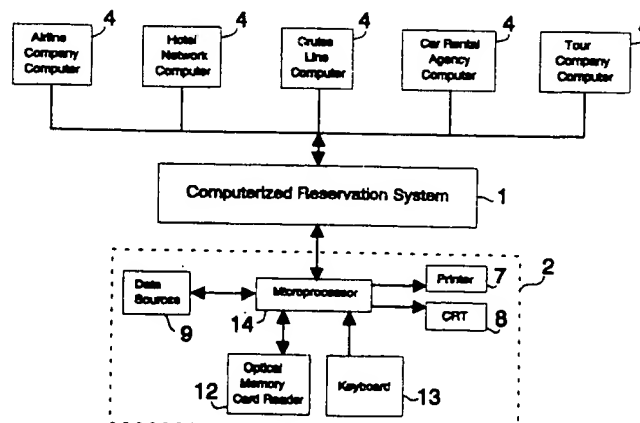 4
4
4
4
Airline
Company
Computer
Hotel
Network
Computer
Cruise
Line
Computer
Car Rental
Agency
Computer
Tour
Company
Computer
Computerized Reservation System
1
2
Data
Sources
9
Microprocessor
14
Printer
7
CRT
8
Optical
Memory
Card Reader
12
Keyboard
13